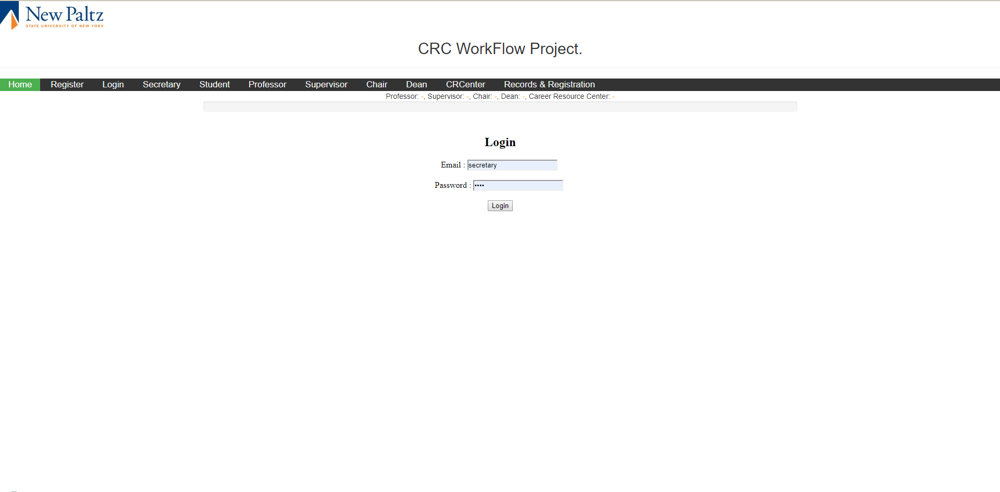 New Paltz
STATE UNIVERSITY OF NEW YORK
CRC WorkFlow Project.
Home Register Login Secretary Student Professor Supervisor Chair Dean CRCenter Records & Registration
Professor: -, Supervisor: -, Chair: -, Dean: -, Career Resource Center: -
Login
Email : secretary
Password : ••••
Login